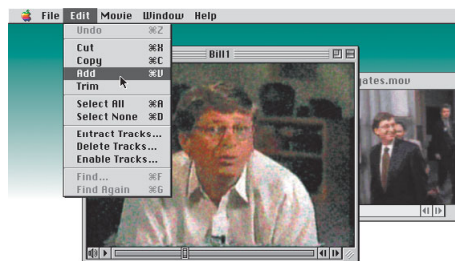 File Edit Movie Window Help
Undo ⌘Z
Cut ⌘X
Copy ⌘C
Add ⌘V
Trim
Select All ⌘A
Select None ⌘D
Extract Tracks...
Delete Tracks...
Enable Tracks...
Find... ⌘F
Find Again ⌘G
Bill1
ates.mov